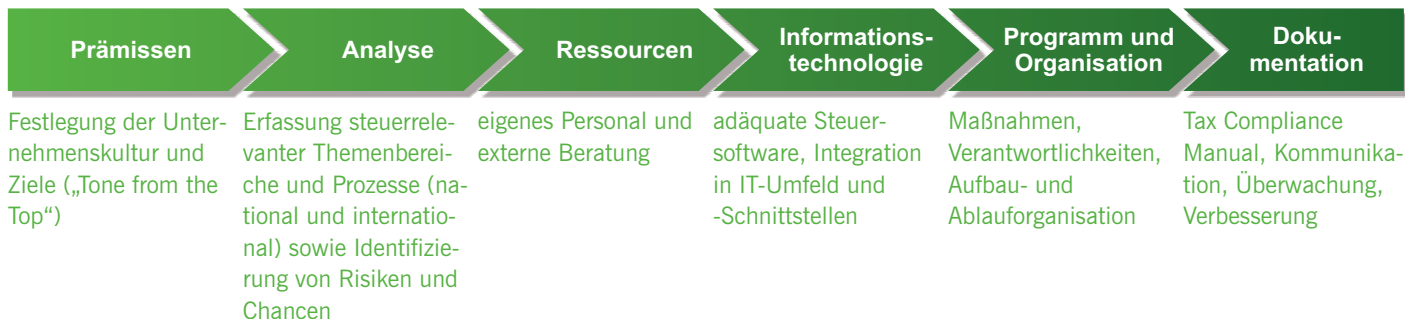 Prämissen
Analyse
Ressourcen
Informations-
technologie
Programm und
Organisation
Doku-
mentation
Festlegung der Unter-
nehmenskultur und
Ziele („Tone from the
Top“)
Erfassung steuerrele-
vanter Themenberei-
che und Prozesse (na-
tional und internatio-
nal) sowie Identifizie-
rung von Risiken und
Chancen
eigenes Personal und
externe Beratung
adäquate Steuer-
software, Integration
in IT-Umfeld und
-Schnittstellen
Maßnahmen,
Verantwortlichkeiten,
Aufbau- und
Ablauforganisation
Tax Compliance
Manual, Kommunika-
tion, Überwachung,
Verbesserung